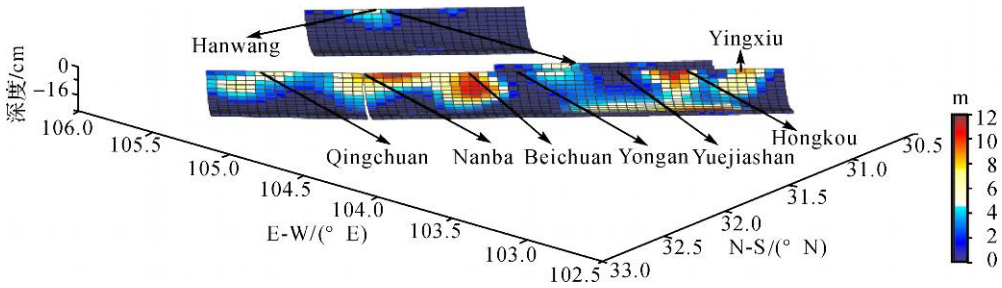 Hanwang
Yingxiu
深度/cm
0
−16
Qingchuan
Nanba
Beichuan
Yongan
Yuejiashan
Hongkou
106.0
105.5
105.0
104.5
104.0
103.5
103.0
102.5
E-W/(° E)
33.0
32.5
32.0
31.5
31.0
30.5
N-S/(° N)
m
12
10
8
6
4
2
0